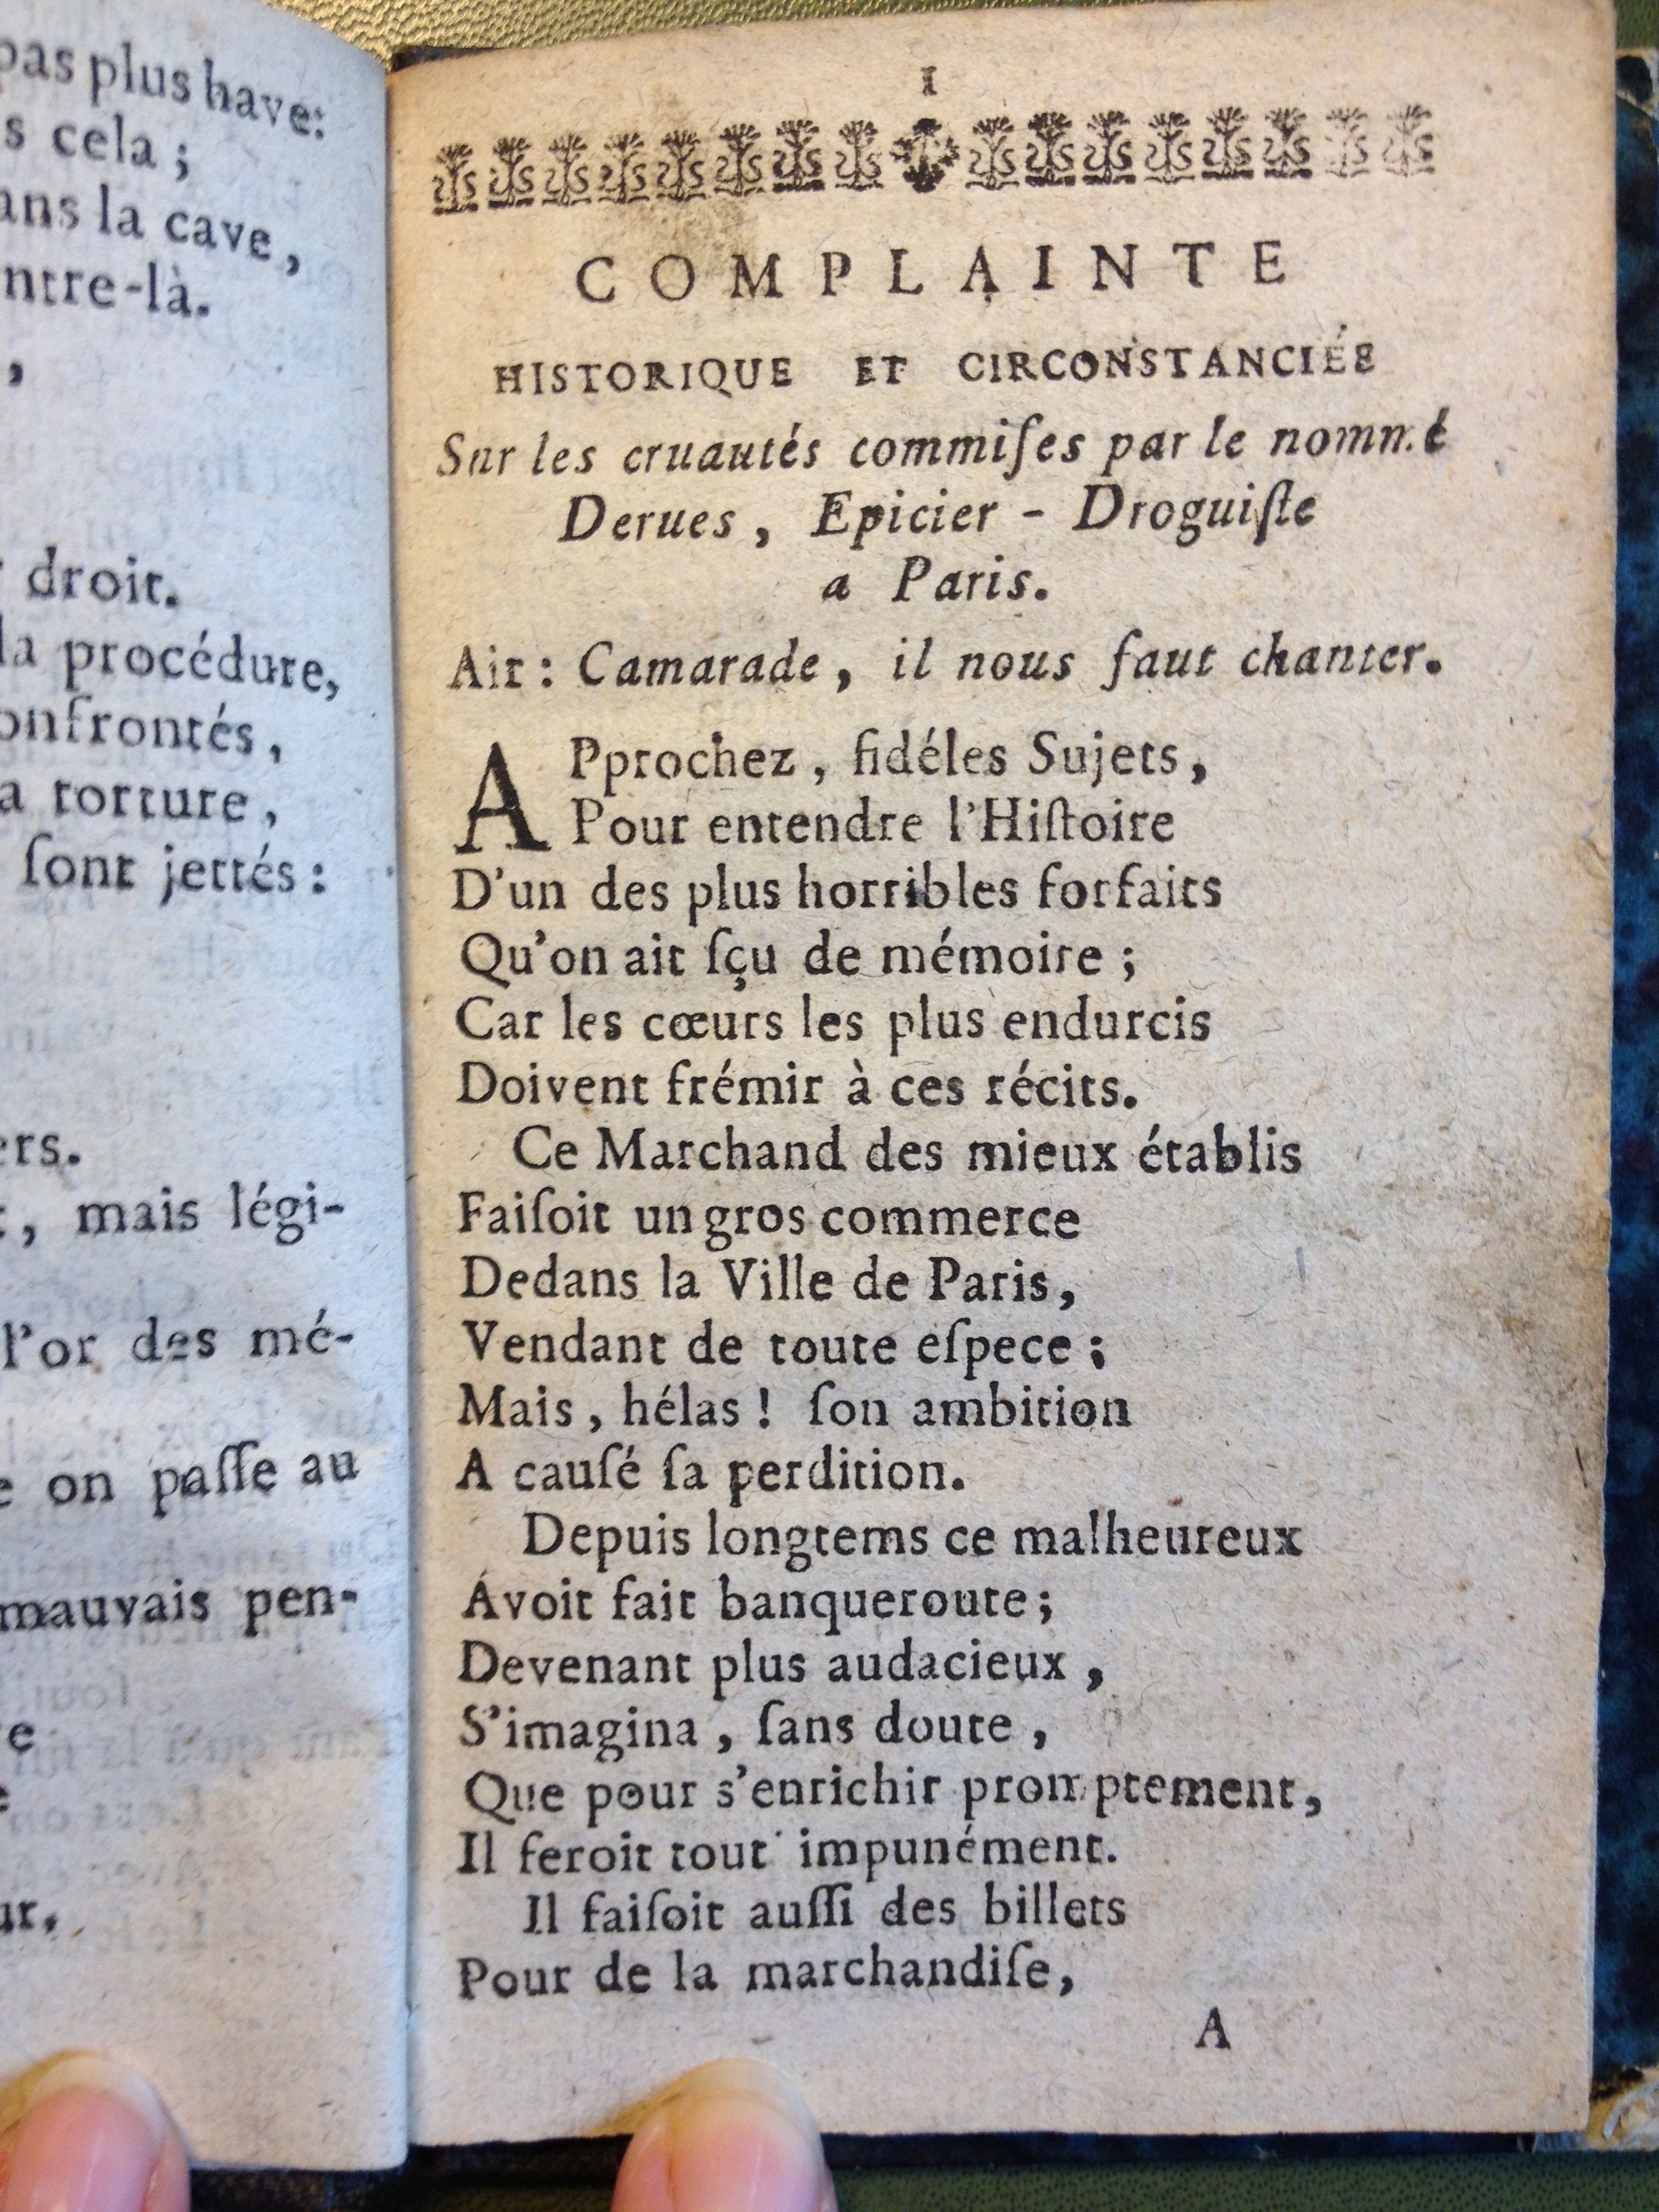 pas plus have:
s cela ;
ans la cave,
ntre-là.
,
droit.
la procédure,
onfrontés,
a torture,
ſont jettés :
ers.
, mais légi-
l'or des mé-
e on paſſe au
mauvais pen-
e
ur.
I
COMPLAINTE
HISTORIQUE ET CIRCONSTANCIÉE
Sur les cruautés commiſes par le nommé
Derues, Epicier - Droguiſte
a Paris.
Air : Camarade, il nous faut chanter.
APprochez, fidéles Sujets,
Pour entendre l'Hiſtoire
D'un des plus horribles forfaits
Qu'on ait ſçu de mémoire ;
Car les cœurs les plus endurcis
Doivent frémir à ces récits.
Ce Marchand des mieux établis
Faiſoit un gros commerce
Dedans la Ville de Paris,
Vendant de toute eſpece ;
Mais, hélas ! ſon ambition
A cauſé ſa perdition.
Depuis longtems ce malheureux
Avoit fait banqueroute ;
Devenant plus audacieux,
S'imagina, ſans doute,
Que pour s'enrichir promptement,
Il feroit tout impunément.
Il faiſoit auſſi des billets
Pour de la marchandiſe,
A